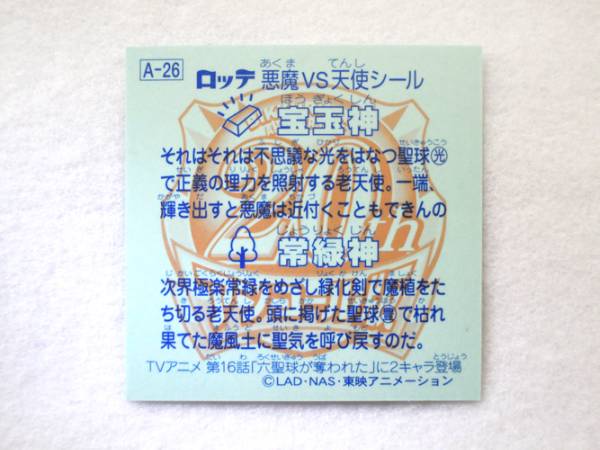 A-26 ロッテ 悪魔VS天使シール
宝玉神
それはそれは不思議な光をはなつ聖球光
で正義の理力を照射する老天使。一端、
輝き出すと悪魔は近付くこともできんの
常緑神
次界極楽常緑をめざし緑化剣で魔植をた
ち切る老天使。頭に掲げた聖球で枯れ
果てた魔風土に聖気を呼び戻すのだ。
TVアニメ 第16話「六聖球が奪われた」に2キャラ登場
©LAD・NAS・東映アニメーション
20th